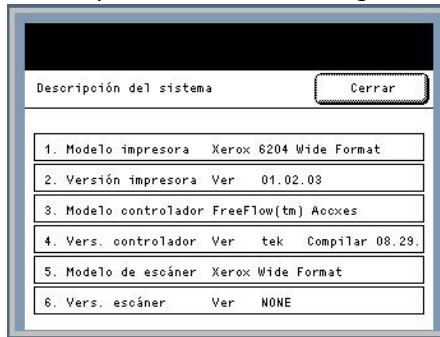 Descripción del sistema
Cerrar
1. Modelo impresora Xerox 6204 Wide Format
2. Versión impresora Ver 01.02.03
3. Modelo controlador FreeFlow(tm) Accxes
4. Vers. controlador Ver tek Compilar 08.29.
5. Modelo de escáner Xerox Wide Format
6. Vers. escáner Ver NONE